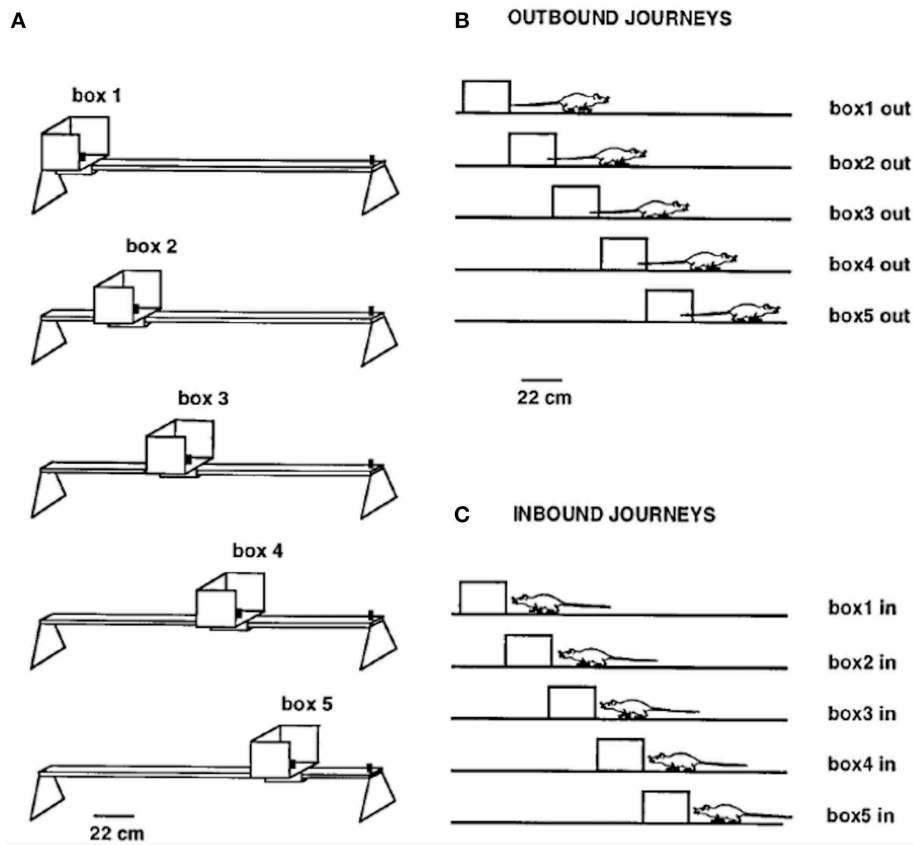 A
box 1
box 2
box 3
box 4
box 5
22 cm
B
OUTBOUND JOURNEYS
box1 out
box2 out
box3 out
box4 out
box5 out
22 cm
C
INBOUND JOURNEYS
box1 in
box2 in
box3 in
box4 in
box5 in